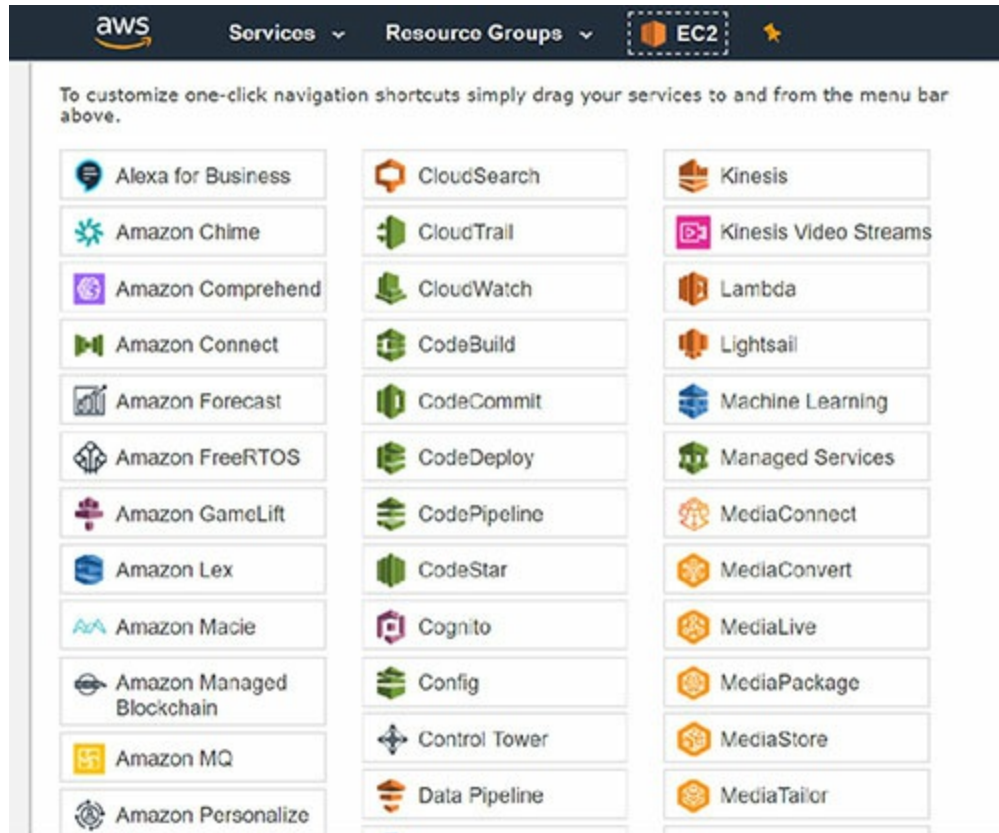 aws Services Resource Groups EC2
To customize one-click navigation shortcuts simply drag your services to and from the menu bar
above.
Alexa for Business
Amazon Chime
Amazon Comprehend
Amazon Connect
Amazon Forecast
Amazon FreeRTOS
Amazon GameLift
Amazon Lex
Amazon Macie
Amazon Managed
Blockchain
Amazon MQ
Amazon Personalize
CloudSearch
CloudTrail
CloudWatch
CodeBuild
CodeCommit
CodeDeploy
CodePipeline
CodeStar
Cognito
Config
Control Tower
Data Pipeline
Kinesis
Kinesis Video Streams
Lambda
Lightsail
Machine Learning
Managed Services
MediaConnect
MediaConvert
MediaLive
MediaPackage
MediaStore
MediaTailor